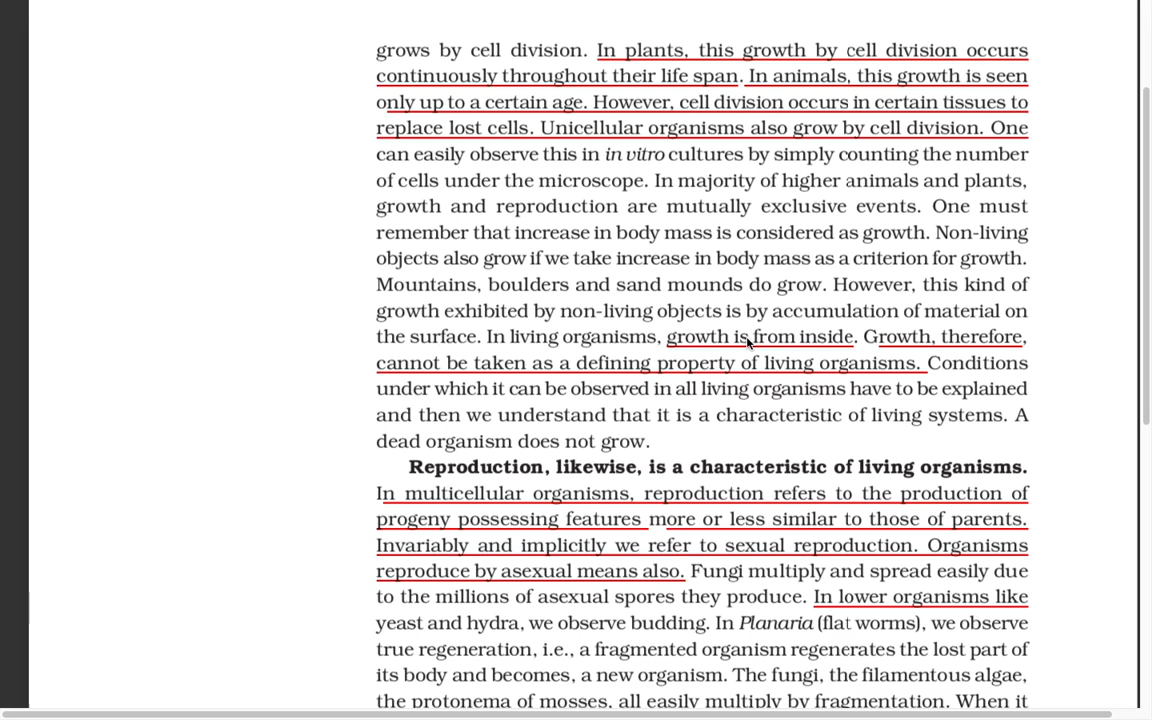 grows by cell division. In plants, this growth by cell division occurs
continuously throughout their life span. In animals, this growth is seen
only up to a certain age. However, cell division occurs in certain tissues to
replace lost cells. Unicellular organisms also grow by cell division. One
can easily observe this in in vitro cultures by simply counting the number
of cells under the microscope. In majority of higher animals and plants,
growth and reproduction are mutually exclusive events. One must
remember that increase in body mass is considered as growth. Non-living
objects also grow if we take increase in body mass as a criterion for growth.
Mountains, boulders and sand mounds do grow. However, this kind of
growth exhibited by non-living objects is by accumulation of material on
the surface. In living organisms, growth is from inside. Growth, therefore,
cannot be taken as a defining property of living organisms. Conditions
under which it can be observed in all living organisms have to be explained
and then we understand that it is a characteristic of living systems. A
dead organism does not grow.
Reproduction, likewise, is a characteristic of living organisms.
In multicellular organisms, reproduction refers to the production of
progeny possessing features more or less similar to those of parents.
Invariably and implicitly we refer to sexual reproduction. Organisms
reproduce by asexual means also. Fungi multiply and spread easily due
to the millions of asexual spores they produce. In lower organisms like
yeast and hydra, we observe budding. In Planaria (flat worms), we observe
true regeneration, i.e., a fragmented organism regenerates the lost part of
its body and becomes, a new organism. The fungi, the filamentous algae,
the protonema of mosses, all easily multiply by fragmentation. When it